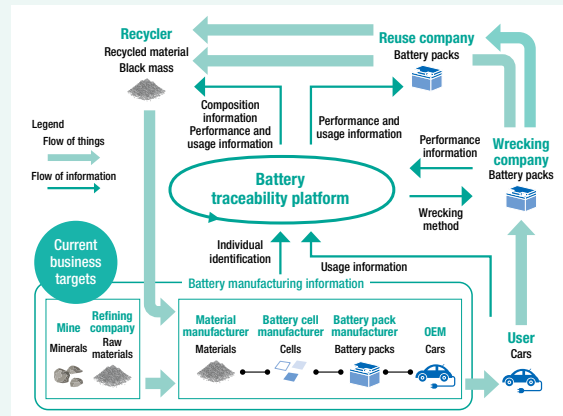 Recycler
Recycled material
Black mass
Reuse company
Battery packs
Composition
information
Performance and
usage information
Performance and
usage information
Legend
Flow of things
Flow of information
Performance
information
Wrecking
company
Battery packs
Battery
traceability platform
Wrecking
method
Current
business
targets
Individual
identification
Usage information
Battery manufacturing information
Mine
Minerals
Refining
company
Raw
materials
Material
manufacturer
Materials
Battery cell
manufacturer
Cells
Battery pack
manufacturer
Battery packs
OEM
Cars
User
Cars